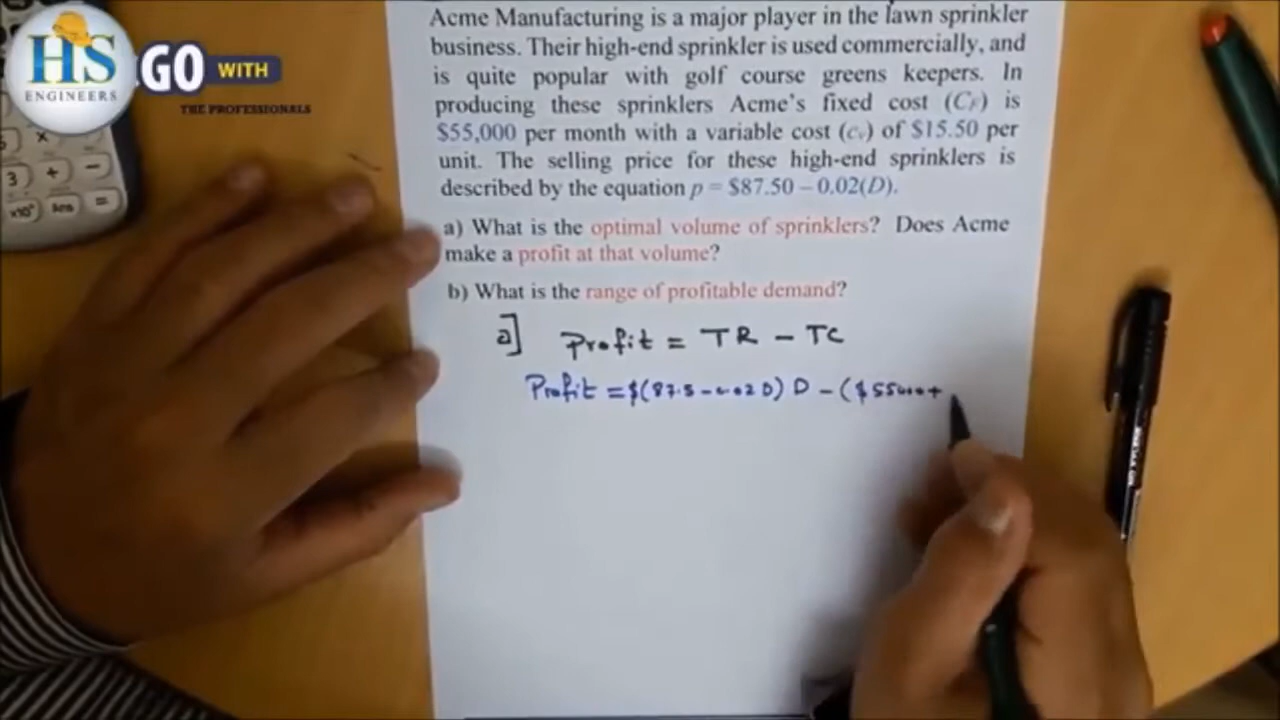 HS
ENGINEERS
GO WITH
THE PROFESSIONALS
Acme Manufacturing is a major player in the lawn sprinkler
business. Their high-end sprinkler is used commercially, and
is quite popular with golf course greens keepers. In
producing these sprinklers Acme's fixed cost (CF) is
$55,000 per month with a variable cost (cv) of $15.50 per
unit. The selling price for these high-end sprinklers is
described by the equation p = $87.50 – 0.02(D).
a) What is the optimal volume of sprinklers? Does Acme
make a profit at that volume?
b) What is the range of profitable demand?
a] Profit = TR - TC
Profit = $(87.5-0.02 D) D - ($55000+
3 + -
x10ˣ Ans =